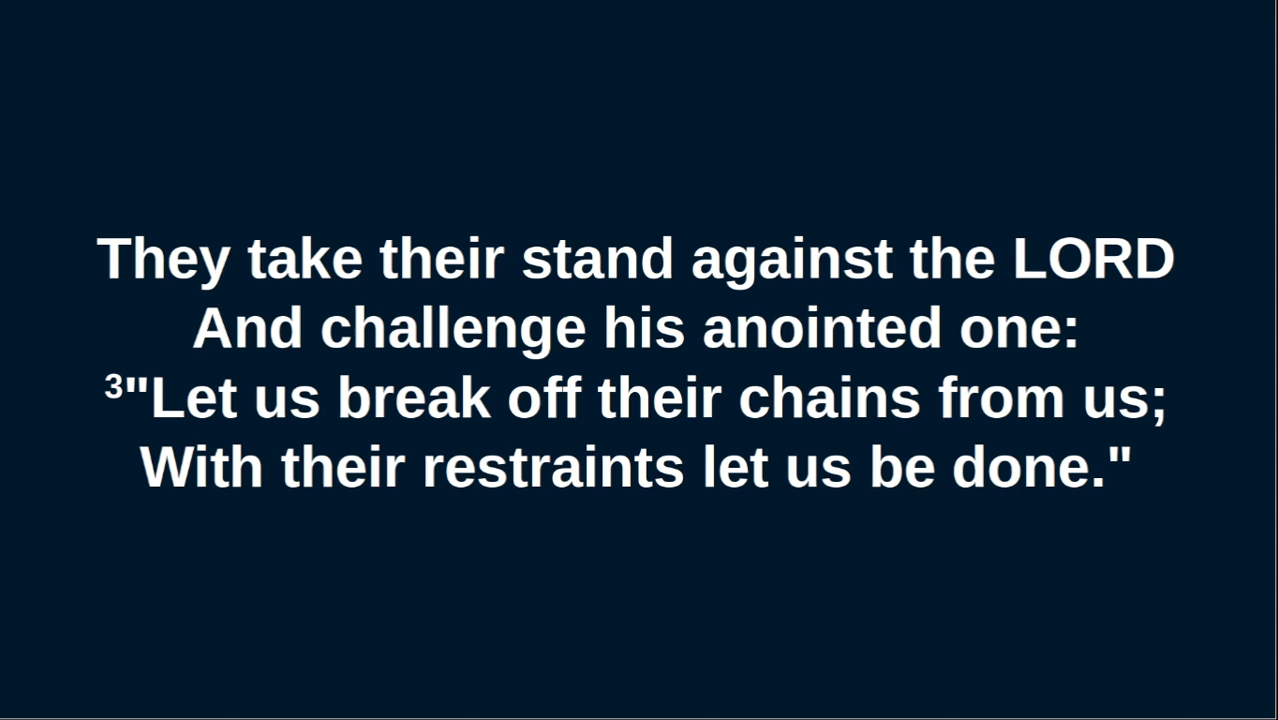 They take their stand against the LORD
And challenge his anointed one:
³"Let us break off their chains from us;
With their restraints let us be done."